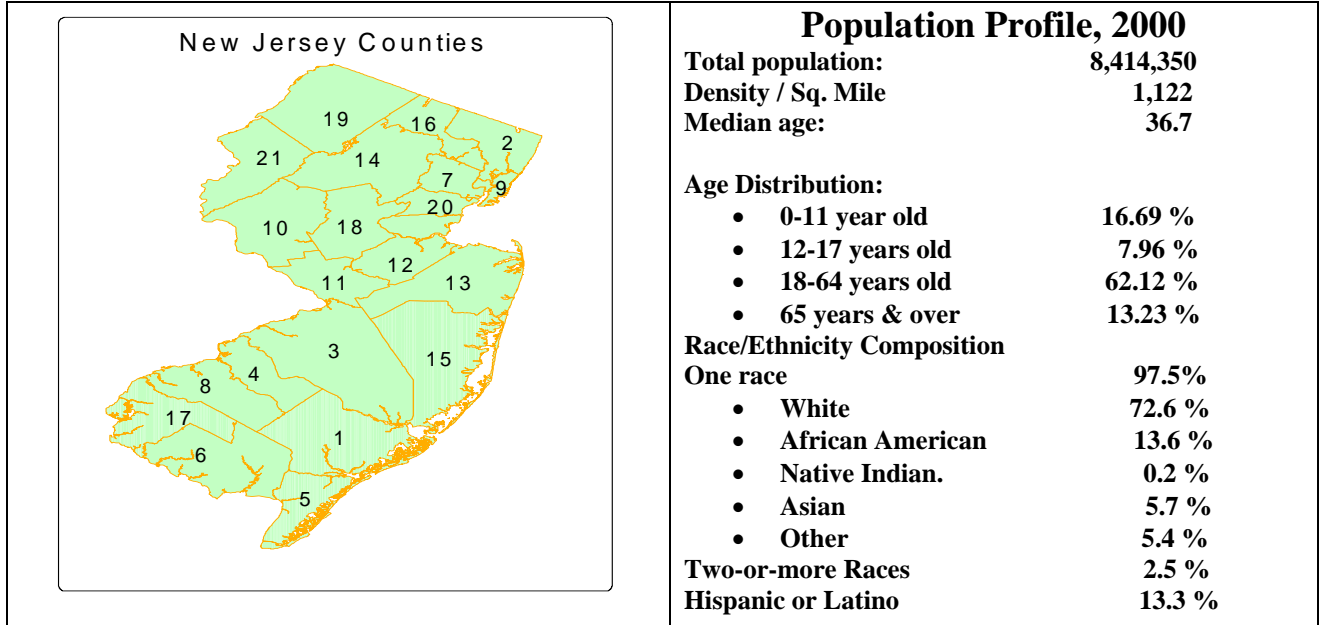 New Jersey Counties
19
16
2
21
14
7
9
20
10
18
12
11
13
3
15
4
8
17
1
6
5
Population Profile, 2000
Total population: 8,414,350
Density / Sq. Mile 1,122
Median age: 36.7
Age Distribution:
• 0-11 year old 16.69 %
• 12-17 years old 7.96 %
• 18-64 years old 62.12 %
• 65 years & over 13.23 %
Race/Ethnicity Composition
One race 97.5%
• White 72.6 %
• African American 13.6 %
• Native Indian. 0.2 %
• Asian 5.7 %
• Other 5.4 %
Two-or-more Races 2.5 %
Hispanic or Latino 13.3 %